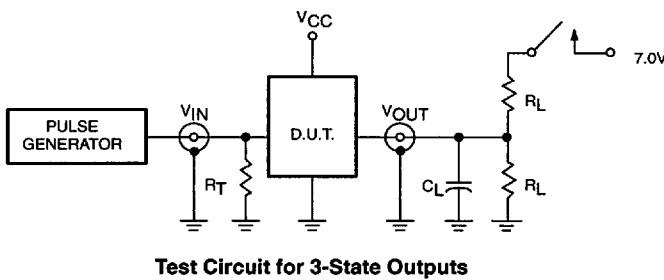 VCC
7.0V
RL
PULSE
GENERATOR
VIN
D.U.T.
VOUT
RT
CL
RL
Test Circuit for 3-State Outputs